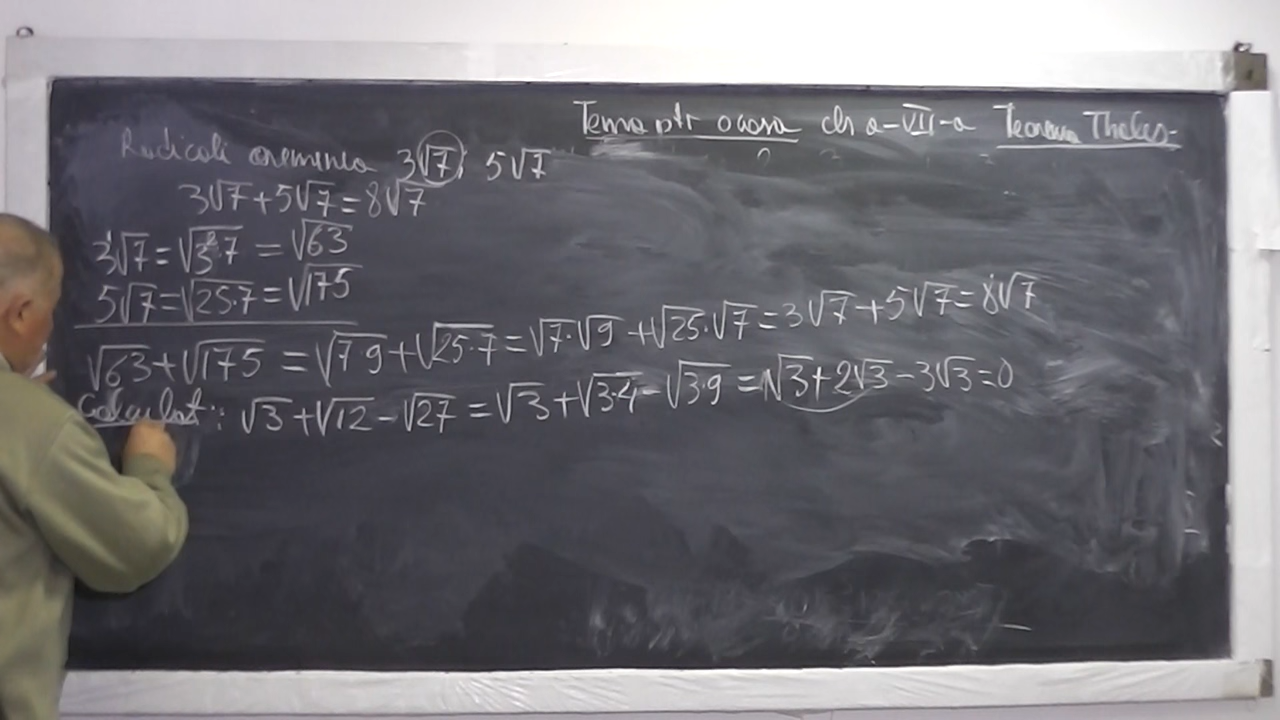 Tema ptr acasa cls a-VII-a Teorema Thales
Radicali asemenea 3√7; 5√7
3√7+5√7=8√7
3√7=√3²·7=√63
5√7=√25·7=√175
√63+√175=√7·9+√25·7=√7·√9+√25·√7=3√7+5√7=8√7
Calculati: √3+√12-√27=√3+√3·4-√3·9=√3+2√3-3√3=0